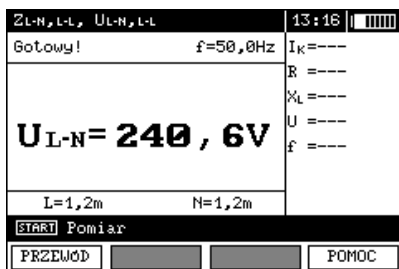 ZL-N,L-L, UL-N,L-L 13:16
Gotowy! f=50,0Hz
IK=---
R =---
XL =---
U =---
f =---
UL-N= 240,6V
L=1,2m N=1,2m
START Pomiar
PRZEWÓD POMOC